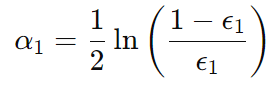 α₁ = 1/2 ln((1 − ϵ₁)/ϵ₁)